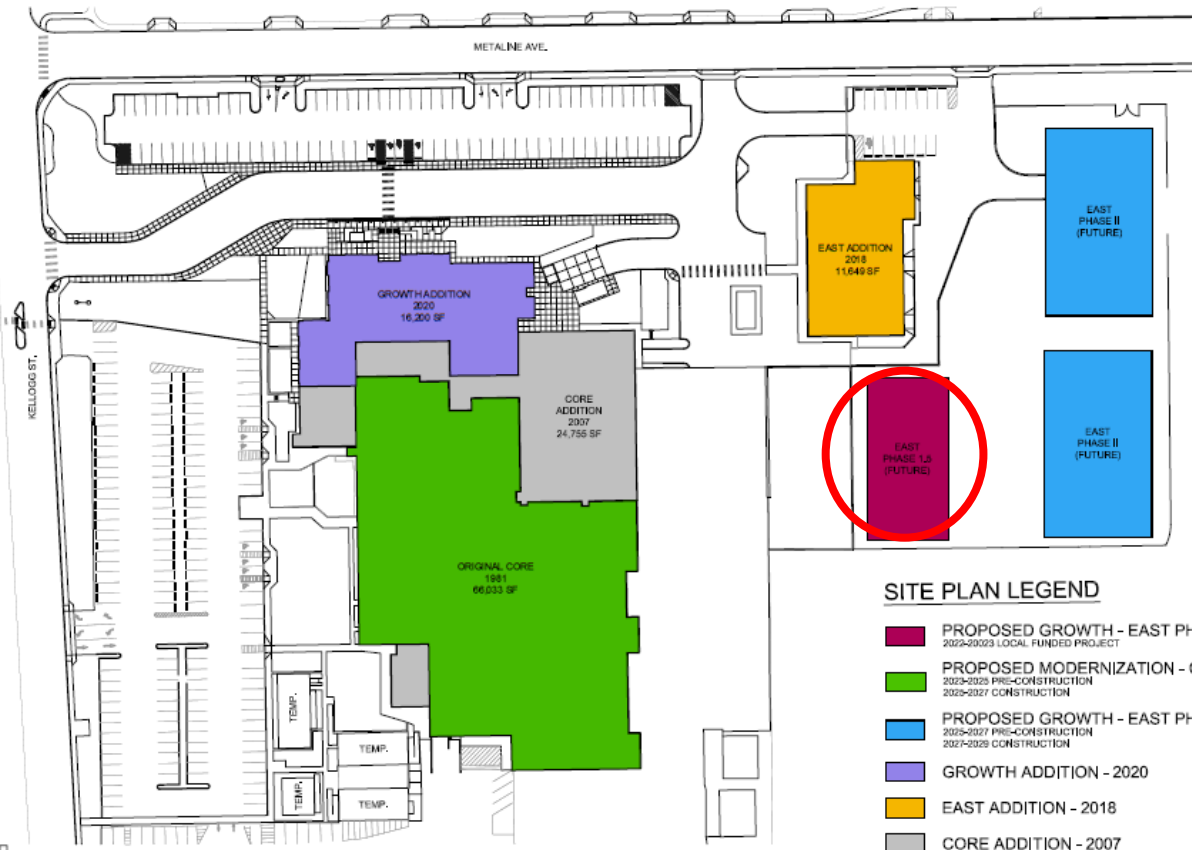 METALINE AVE.
KELLOGG ST.
GROWTH ADDITION
2020
16,200 SF
EAST ADDITION
2018
11,649 SF
EAST
PHASE II
(FUTURE)
CORE
ADDITION
2007
24,755 SF
EAST
PHASE 1.5
(FUTURE)
EAST
PHASE II
(FUTURE)
ORIGINAL CORE
1981
66,033 SF
TEMP.
TEMP.
TEMP.
TEMP.
SITE PLAN LEGEND
PROPOSED GROWTH - EAST PH
2022-20023 LOCAL FUNDED PROJECT
PROPOSED MODERNIZATION -
2023-2025 PRE-CONSTRUCTION
2025-2027 CONSTRUCTION
PROPOSED GROWTH - EAST PH
2025-2027 PRE-CONSTRUCTION
2027-2029 CONSTRUCTION
GROWTH ADDITION - 2020
EAST ADDITION - 2018
CORE ADDITION - 2007